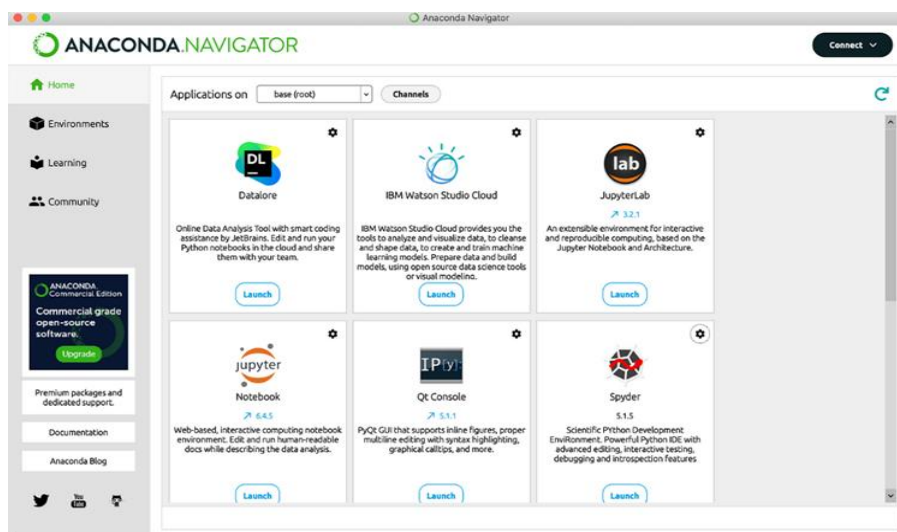 Anaconda Navigator
ANACONDA.NAVIGATOR
Connect
Home
Environments
Learning
Community
ANACONDA.
Commercial Edition
Commercial grade
open-source
software.
Upgrade
Premium packages and
dedicated support.
Documentation
Anaconda Blog
You
Tube
Applications on
base (root)
Channels
DL
Datalore
Online Data Analysis Tool with smart coding
assistance by JetBrains. Edit and run your
Python notebooks in the cloud and share
them with your team.
Launch
IBM Watson Studio Cloud
IBM Watson Studio Cloud provides you the
tools to analyze and visualize data, to cleanse
and shape data, to create and train machine
learning models. Prepare data and build
models, using open source data science tools
or visual modeling.
Launch
lab
JupyterLab
3.2.1
An extensible environment for interactive
and reproducible computing, based on the
Jupyter Notebook and Architecture.
Launch
jupyter
Notebook
6.4.5
Web-based, interactive computing notebook
environment. Edit and run human-readable
docs while describing the data analysis.
Launch
IP[y]:
Qt Console
5.1.1
PyQt GUI that supports inline figures, proper
multiline editing with syntax highlighting,
graphical calltips, and more.
Launch
Spyder
5.1.5
Scientific PYthon Development
EnviRonment. Powerful Python IDE with
advanced editing, interactive testing,
debugging and introspection features
Launch